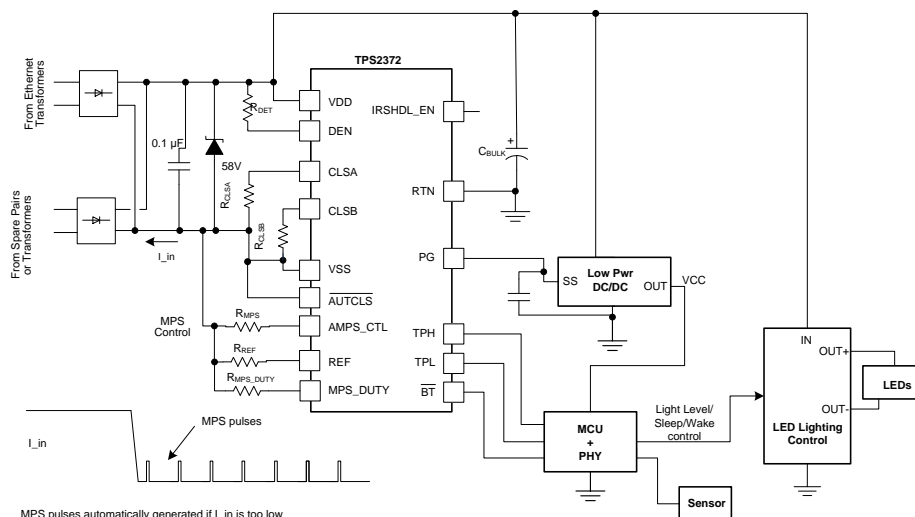 TPS2372
From Ethernet
Transformers
From Spare Pairs
or Transformers
0.1 µF
58V
RDET
RCLSA
RCLSB
I_in
VDD
DEN
CLSA
CLSB
VSS
AUTCLS
AMPS_CTL
REF
MPS_DUTY
IRSHDL_EN
RTN
PG
TPH
TPL
BT
MPS
Control
RMPS
RREF
RMPS_DUTY
+
CBULK
SS
Low Pwr
DC/DC
OUT
VCC
IN
OUT+
OUT-
LED Lighting
Control
LEDs
MCU
+
PHY
Light Level/
Sleep/Wake
control
Sensor
I_in
MPS pulses
MPS pulses automatically generated if I_in is too low